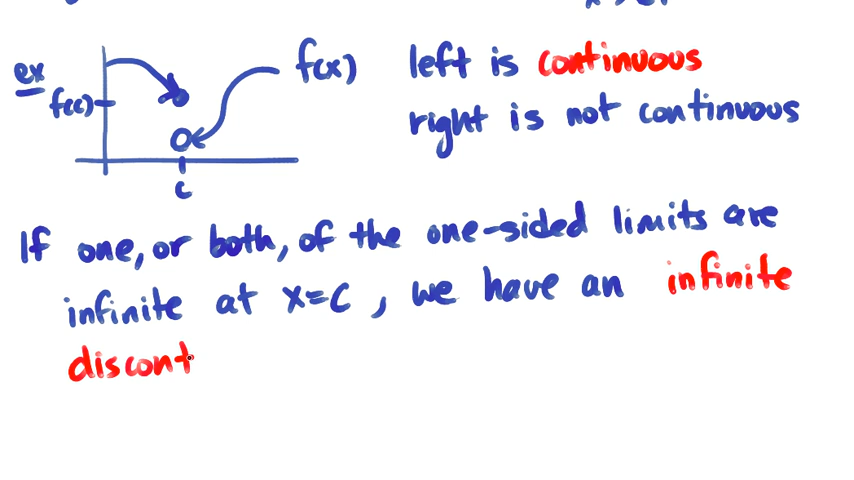 ex
f(x)
left is continuous
f(c)
right is not continuous
c
If one, or both, of the one-sided limits are
infinite at x=c, we have an infinite
discont